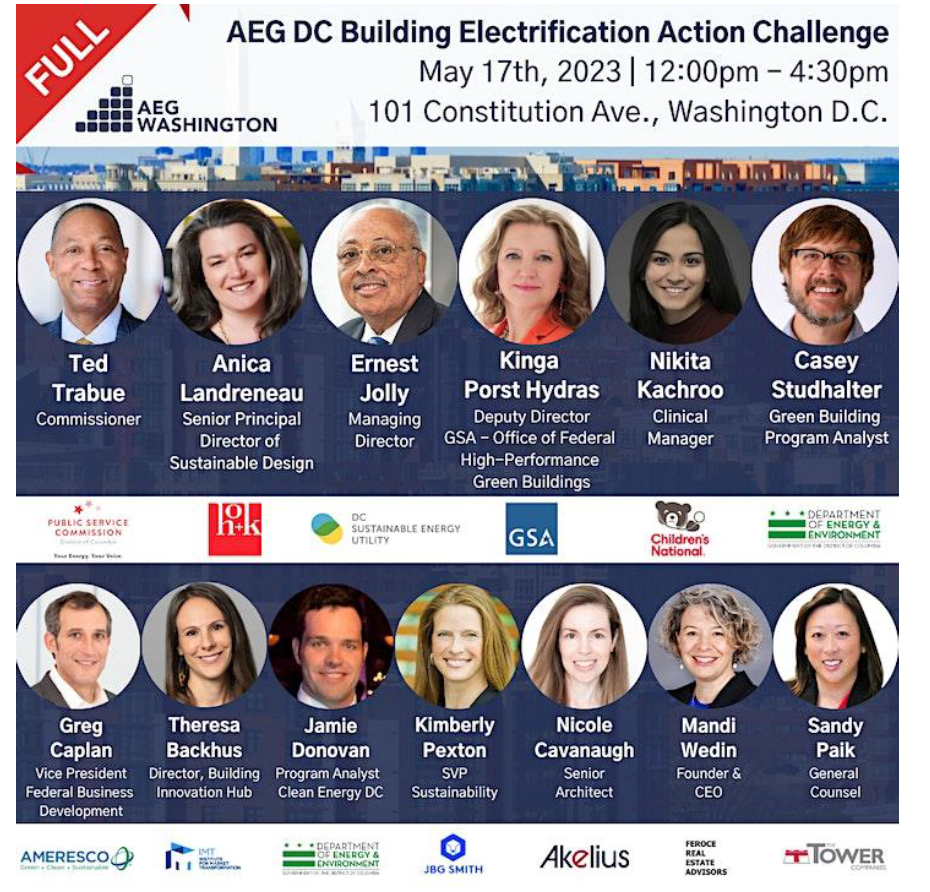 FULL
AEG DC Building Electrification Action Challenge
May 17th, 2023 | 12:00pm – 4:30pm
101 Constitution Ave., Washington D.C.
AEG
WASHINGTON
Ted
Trabue
Commissioner
Anica
Landreneau
Senior Principal
Director of
Sustainable Design
Ernest
Jolly
Managing
Director
Kinga
Porst Hydras
Deputy Director
GSA – Office of Federal
High-Performance
Green Buildings
Nikita
Kachroo
Clinical
Manager
Casey
Studhalter
Green Building
Program Analyst
PUBLIC SERVICE
COMMISSION
District of Columbia
Your Energy. Your Voice.
hok
DC
SUSTAINABLE ENERGY
UTILITY
GSA
Children's
National.
DEPARTMENT
OF ENERGY &
ENVIRONMENT
GOVERNMENT OF THE DISTRICT OF COLUMBIA
Greg
Caplan
Vice President
Federal Business
Development
Theresa
Backhus
Director, Building
Innovation Hub
Jamie
Donovan
Program Analyst
Clean Energy DC
Kimberly
Pexton
SVP
Sustainability
Nicole
Cavanaugh
Senior
Architect
Mandi
Wedin
Founder &
CEO
Sandy
Paik
General
Counsel
AMERESCO
Green • Clean • Sustainable
IMT
INSTITUTE
FOR MARKET
TRANSFORMATION
DEPARTMENT
OF ENERGY &
ENVIRONMENT
GOVERNMENT OF THE DISTRICT OF COLUMBIA
JBG SMITH
Akelius
FEROCE
REAL
ESTATE
ADVISORS
THE
TOWER
COMPANIES